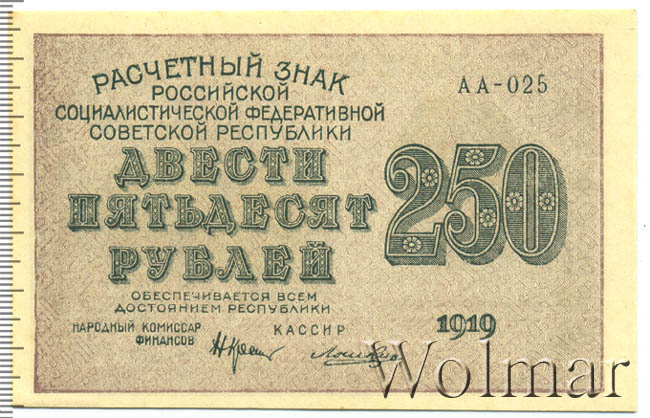 РАСЧЕТНЫЙ ЗНАК
РОССИЙСКОЙ
СОЦИАЛИСТИЧЕСКОЙ ФЕДЕРАТИВНОЙ
СОВЕТСКОЙ РЕСПУБЛИКИ
АА-025
ДВЕСТИ
ПЯТЬДЕСЯТ
РУБЛЕЙ
250
ОБЕСПЕЧИВАЕТСЯ ВСЕМ
ДОСТОЯНИЕМ РЕСПУБЛИКИ
НАРОДНЫЙ КОМИССАР
ФИНАНСОВ
КАССИР
1919
Wolmar